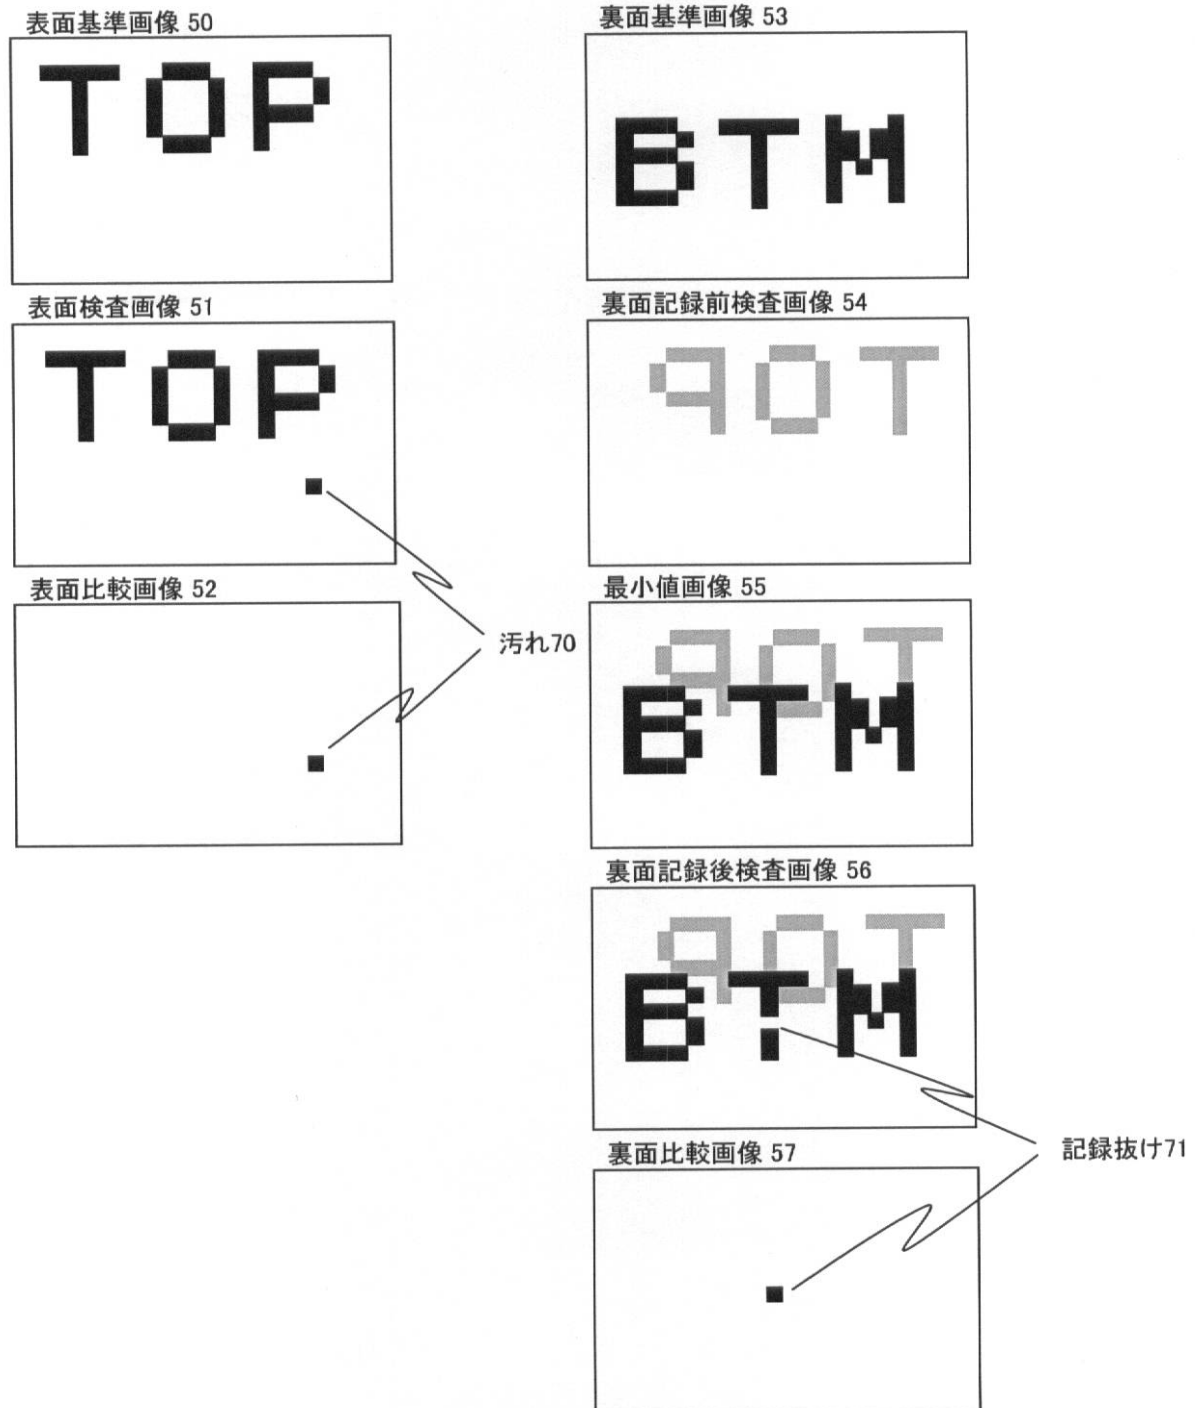 表面基準画像 50
TOP
表面検査画像 51
TOP
表面比較画像 52
汚れ70
裏面基準画像 53
BTM
裏面記録前検査画像 54
TOP
最小値画像 55
TOP
BTM
裏面記録後検査画像 56
TOP
BTM
裏面比較画像 57
記録抜け71